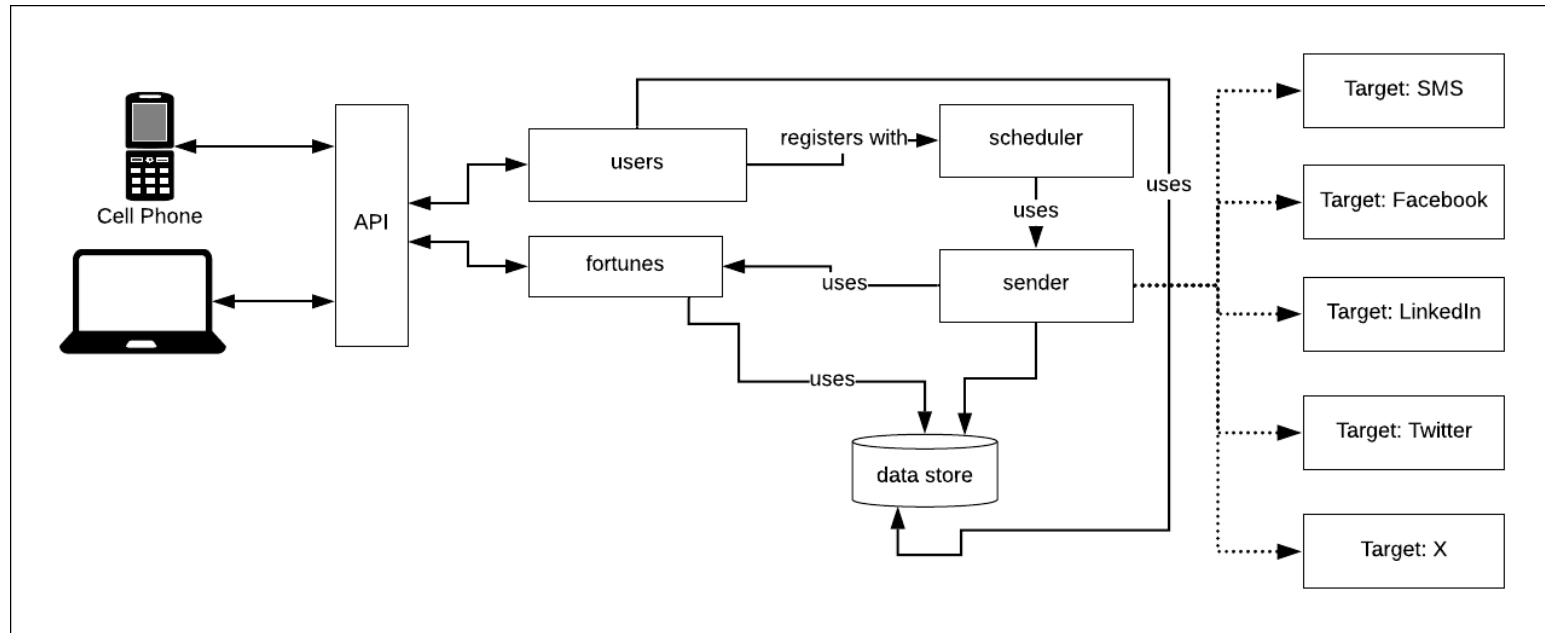 Cell Phone
API
users
registers with
scheduler
uses
uses
fortunes
uses
sender
uses
data store
Target: SMS
Target: Facebook
Target: LinkedIn
Target: Twitter
Target: X